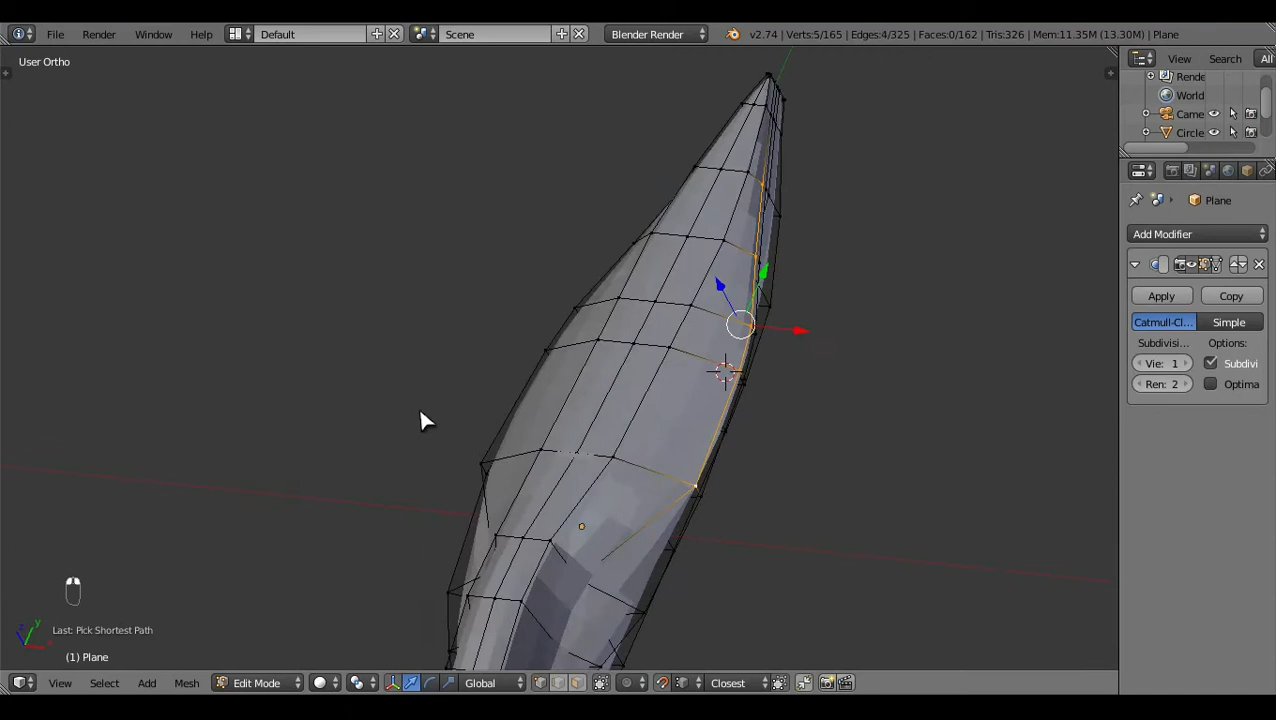 File Render Window Help Default Scene Blender Render v2.74 | Verts:5/165 | Edges:4/325 | Faces:0/162 | Tris:326 | Mem:11.35M (13.30M) | Plane
User Ortho
View Search All
Rende
World
Came
Circle
Plane
Add Modifier
Apply Copy
Catmull-Cl... Simple
Subdivisi... Options:
Vie: 1 Subdivi
Ren: 2 Optima
z y x
Last: Pick Shortest Path
(1) Plane
View Select Add Mesh Edit Mode Global Closest